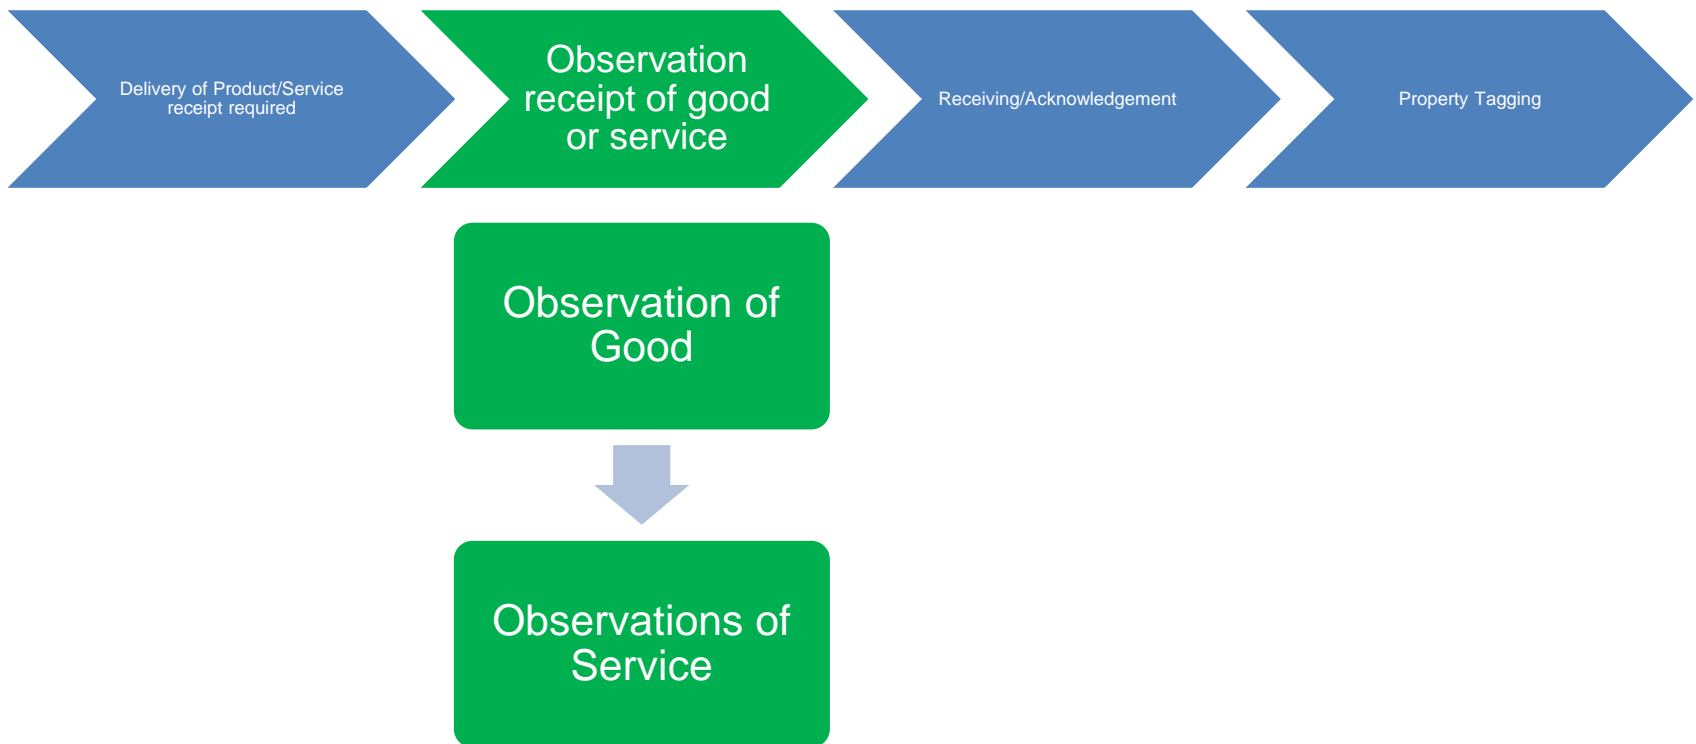 Delivery of Product/Service
receipt required
Observation
receipt of good
or service
Receiving/Acknowledgement
Property Tagging
Observation of
Good
Observations of
Service